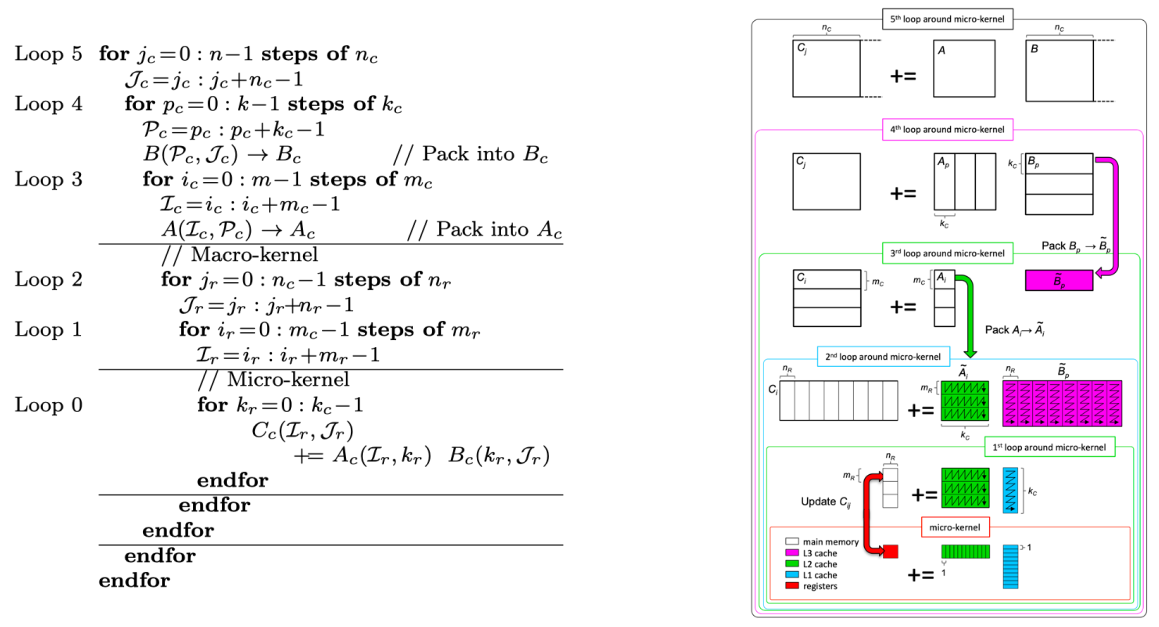 Loop 5 for j_c=0 : n−1 steps of n_c
𝒥_c=j_c : j_c+n_c−1
Loop 4 for p_c=0 : k−1 steps of k_c
𝒫_c=p_c : p_c+k_c−1
B(𝒫_c, 𝒥_c) → B_c // Pack into B_c
Loop 3 for i_c=0 : m−1 steps of m_c
ℐ_c=i_c : i_c+m_c−1
A(ℐ_c, 𝒫_c) → A_c // Pack into A_c
// Macro-kernel
Loop 2 for j_r=0 : n_c−1 steps of n_r
𝒥_r=j_r : j_r+n_r−1
Loop 1 for i_r=0 : m_c−1 steps of m_r
ℐ_r=i_r : i_r+m_r−1
// Micro-kernel
Loop 0 for k_r=0 : k_c−1
C_c(ℐ_r, 𝒥_r)
+= A_c(ℐ_r, k_r) B_c(k_r, 𝒥_r)
endfor
endfor
endfor
endfor
endfor
5th loop around micro-kernel
n_C n_C
C_j += A B
4th loop around micro-kernel
C_j += A_p k_C B_p
k_C
Pack B_p → B̃_p
3rd loop around micro-kernel
C_i m_C += m_C A_i B̃_p
Pack A_i → Ã_i
2nd loop around micro-kernel
n_R Ã_i n_R B̃_p
C_i += m_R
k_C
1st loop around micro-kernel
n_R
m_R += k_C
Update C_ij
micro-kernel
main memory
L3 cache
L2 cache
L1 cache
registers
+= 1 1